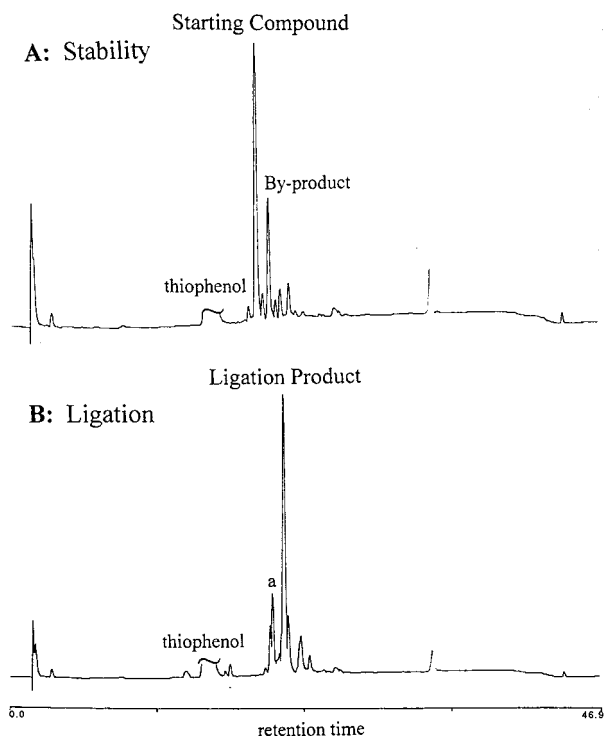 Starting Compound
A: Stability
By-product
thiophenol
Ligation Product
B: Ligation
a
thiophenol
0.0
46.9
retention time